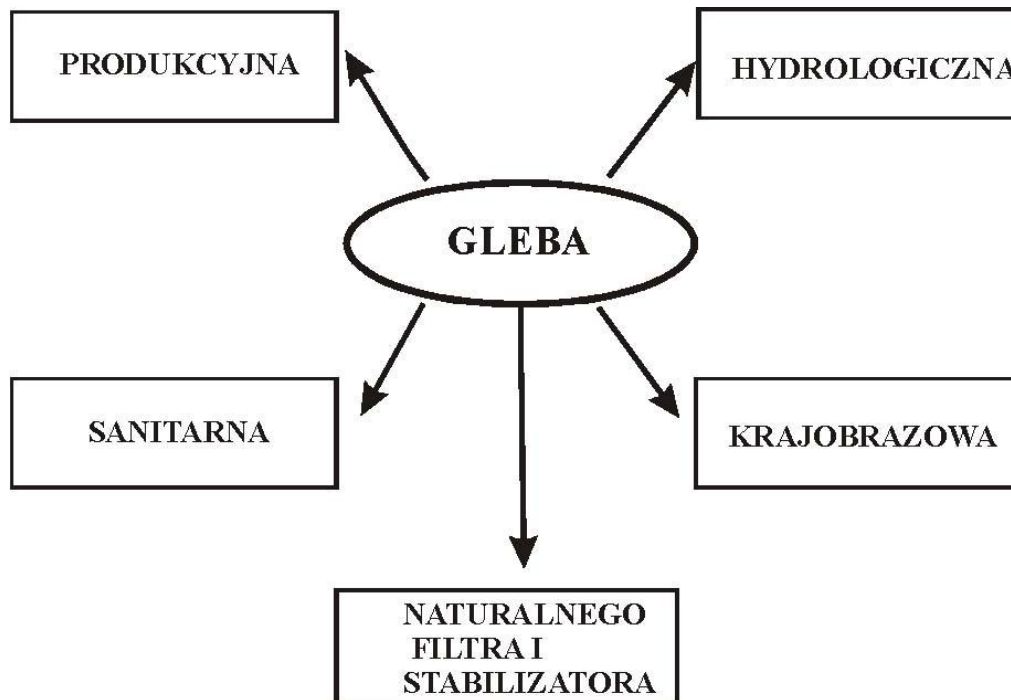 PRODUKCYJNA
HYDROLOGICZNA
GLEBA
SANITARNA
KRAJOBRAZOWA
NATURALNEGO
FILTRA I
STABILIZATORA